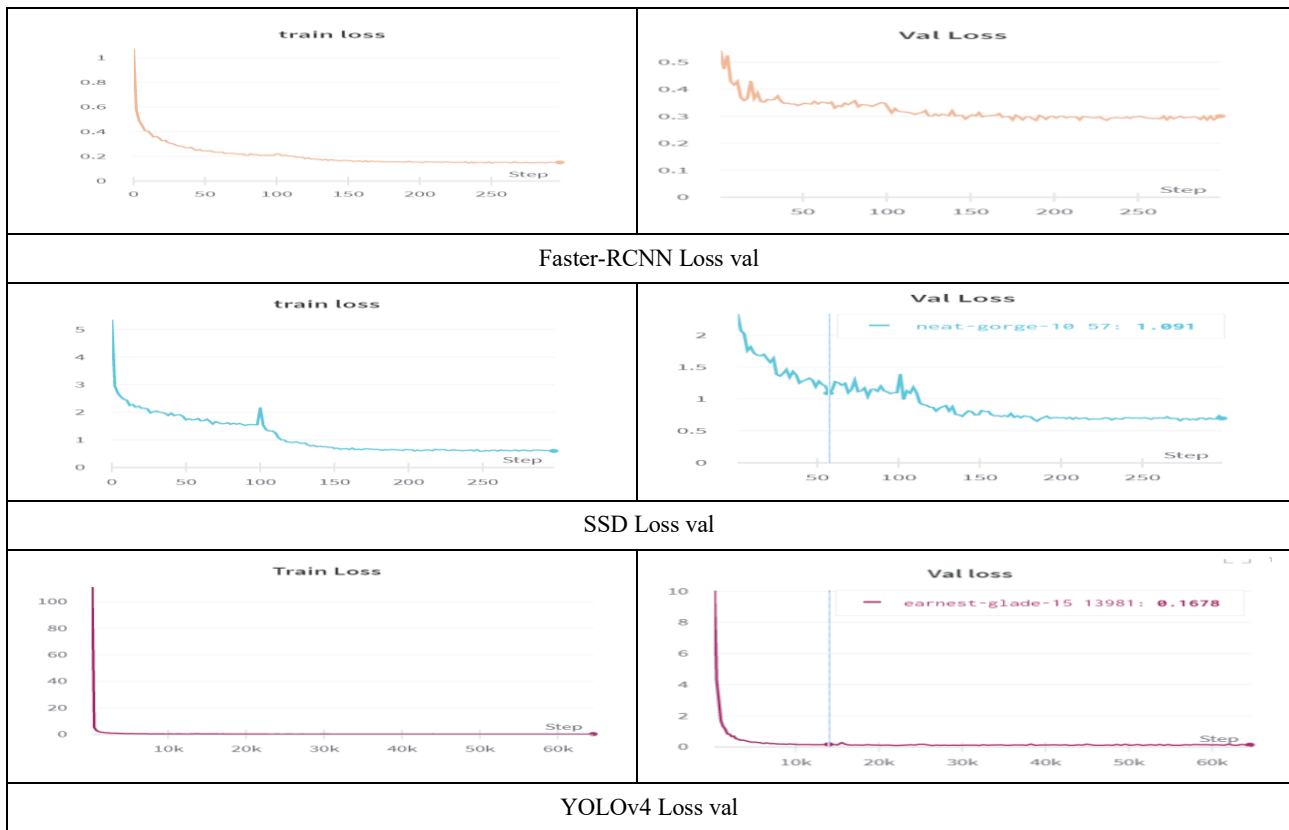 train loss
1
0.8
0.6
0.4
0.2
0
Step
0 50 100 150 200 250
Val Loss
0.5
0.4
0.3
0.2
0.1
0
Step
50 100 150 200 250
Faster-RCNN Loss val
train loss
5
4
3
2
1
0
Step
0 50 100 150 200 250
Val Loss
neat-gorge-10 57: 1.091
2
1.5
1
0.5
0
Step
50 100 150 200 250
SSD Loss val
Train Loss
100
80
60
40
20
0
Step
10k 20k 30k 40k 50k 60k
Val loss
10
earnest-glade-15 13981: 0.1678
8
6
4
2
0
Step
10k 20k 30k 40k 50k 60k
YOLOv4 Loss val